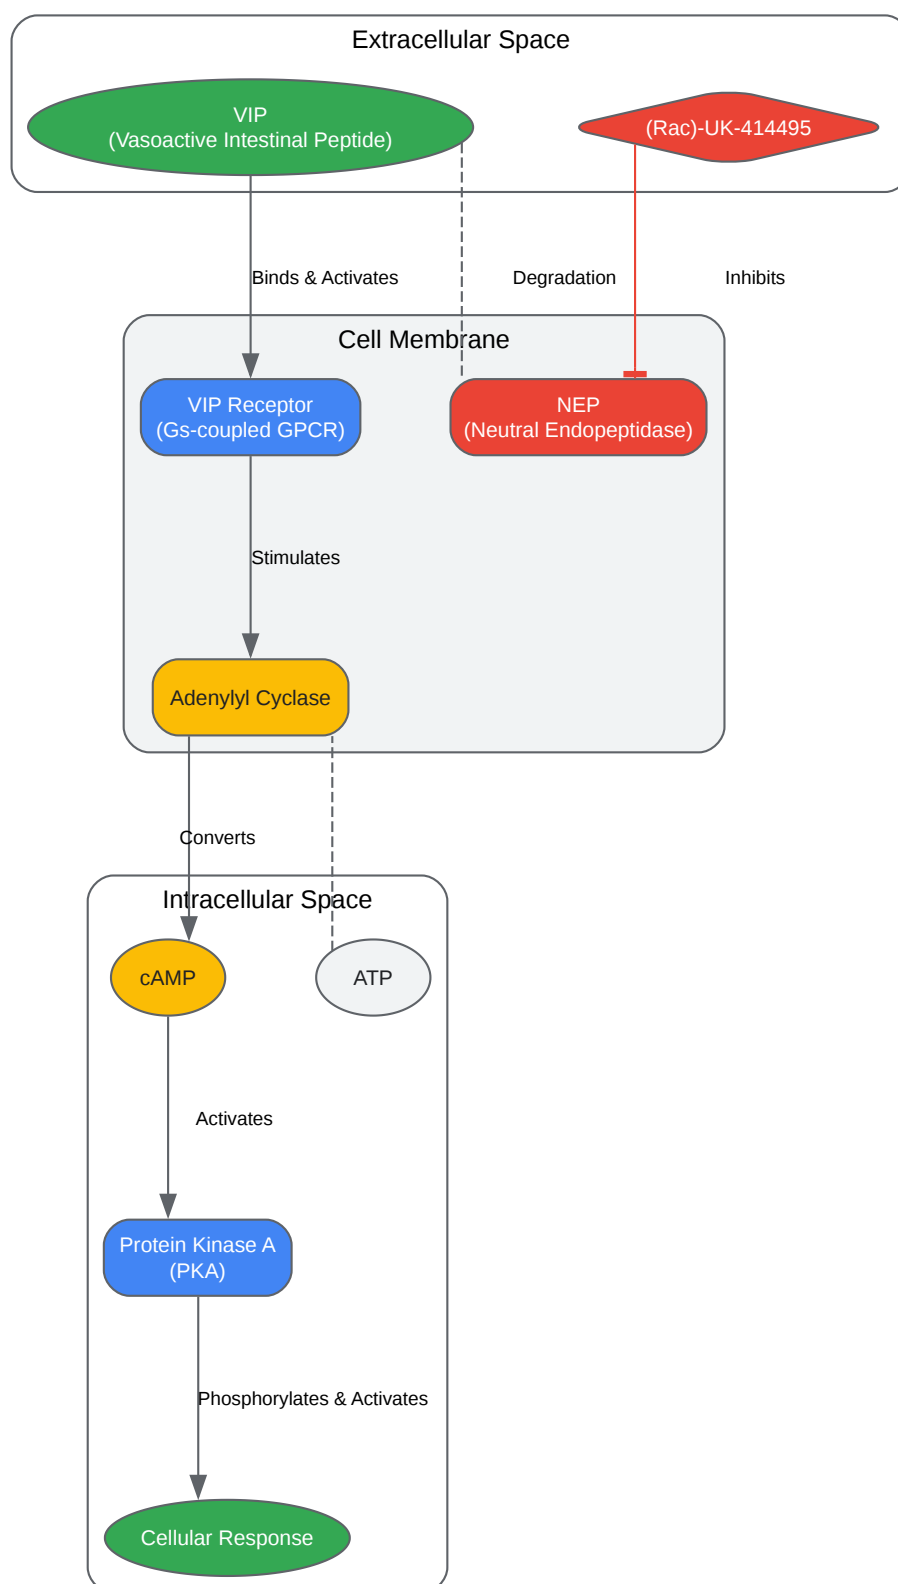 Extracellular Space
VIP
(Vasoactive Intestinal Peptide)
(Rac)-UK-414495
Binds & Activates
Degradation
Inhibits
Cell Membrane
VIP Receptor
(Gs-coupled GPCR)
NEP
(Neutral Endopeptidase)
Stimulates
Adenylyl Cyclase
Converts
Intracellular Space
cAMP
ATP
Activates
Protein Kinase A
(PKA)
Phosphorylates & Activates
Cellular Response